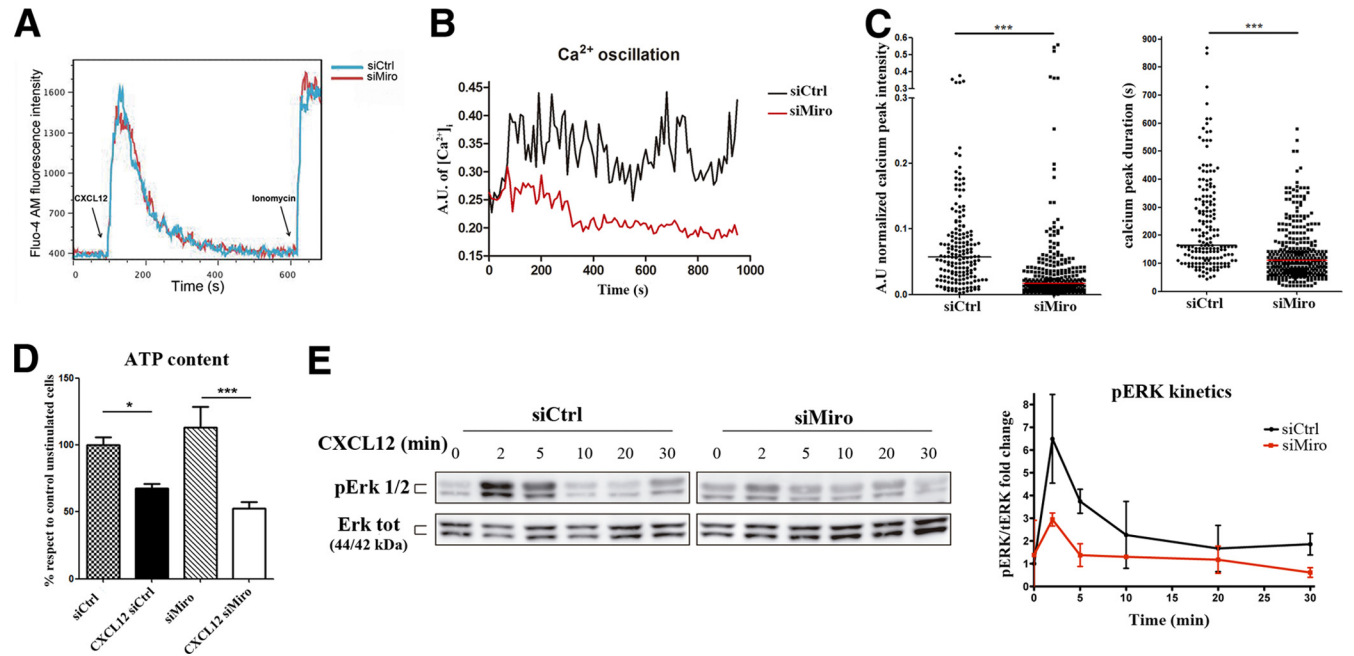 A
Fluo-4 AM fluorescence intensity
1600
1300
1000
700
400
CXCL12
Ionomycin
siCtrl
siMiro
0
200
400
600
Time (s)
B
Ca2+ oscillation
A.U. of [Ca2+]i
0.45
0.40
0.35
0.30
0.25
0.20
0.15
siCtrl
siMiro
0
200
400
600
800
1000
Time (s)
C
A.U normalized calcium peak intensity
***
0.6
0.5
0.4
0.3
0.3
0.2
0.1
0.0
siCtrl
siMiro
calcium peak duration (s)
***
900
800
700
600
500
400
300
200
100
0
siCtrl
siMiro
D
ATP content
% respect to control unstimulated cells
150
100
50
0
*
***
siCtrl
CXCL12 siCtrl
siMiro
CXCL12 siMiro
E
siCtrl
siMiro
CXCL12 (min)
0 2 5 10 20 30
0 2 5 10 20 30
pErk 1/2
Erk tot
(44/42 kDa)
pERK kinetics
pERK/tERK fold change
8
7
6
5
4
3
2
1
0
siCtrl
siMiro
0
5
10
20
30
Time (min)